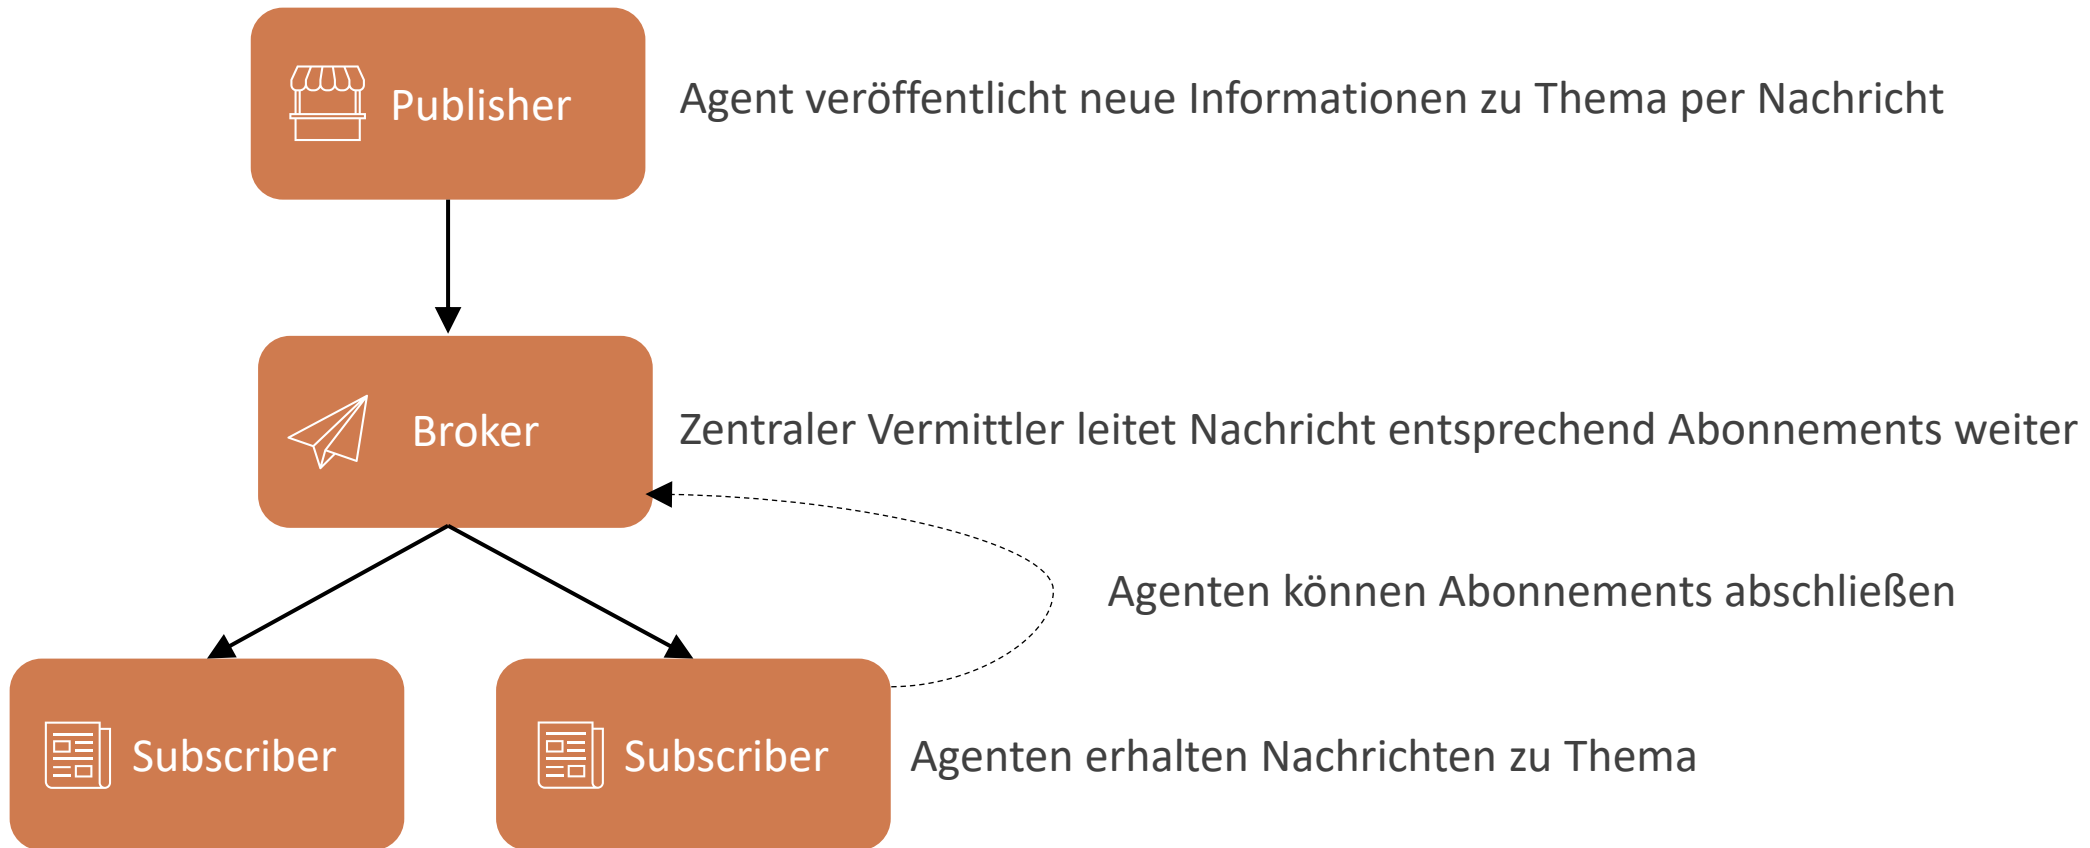 Publisher
Agent veröffentlicht neue Informationen zu Thema per Nachricht
Broker
Zentraler Vermittler leitet Nachricht entsprechend Abonnements weiter
Agenten können Abonnements abschließen
Subscriber
Subscriber
Agenten erhalten Nachrichten zu Thema